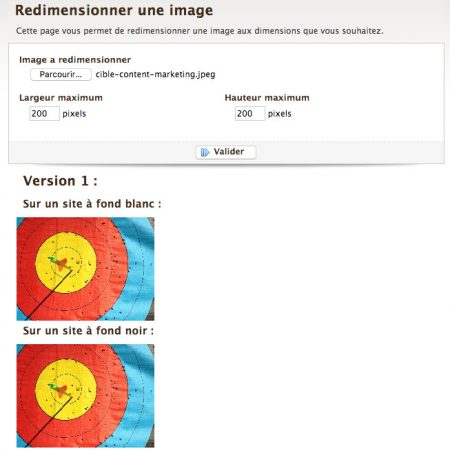 Redimensionner une image
Cette page vous permet de redimensionner une image aux dimensions que vous souhaitez.
Image a redimensionner
Parcourir... cible-content-marketing.jpeg
Largeur maximum Hauteur maximum
200 pixels 200 pixels
Valider
Version 1 :
Sur un site à fond blanc :
Sur un site à fond noir :